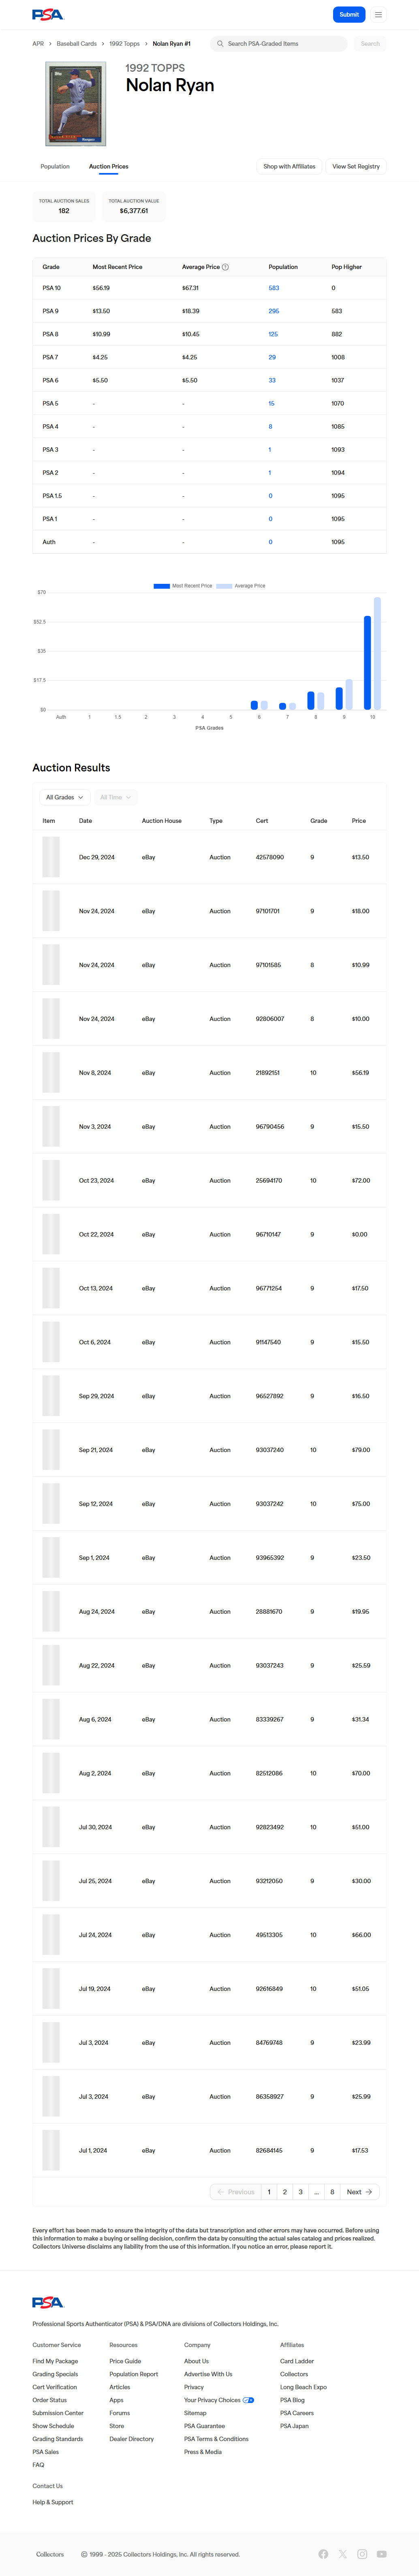 PSA
Submit
APR > Baseball Cards > 1992 Topps > Nolan Ryan #1
Search PSA-Graded Items
Search
1992 TOPPS
Nolan Ryan
Population
Auction Prices
Shop with Affiliates
View Set Registry
TOTAL AUCTION SALES
182
TOTAL AUCTION VALUE
$6,377.61
Auction Prices By Grade
Grade Most Recent Price Average Price Population Pop Higher
PSA 10 $56.19 $67.31 583 0
PSA 9 $13.50 $18.39 295 583
PSA 8 $10.99 $10.45 125 882
PSA 7 $4.25 $4.25 29 1008
PSA 6 $5.50 $5.50 33 1037
PSA 5 - - 15 1070
PSA 4 - - 8 1085
PSA 3 - - 1 1093
PSA 2 - - 1 1094
PSA 1.5 - - 0 1095
PSA 1 - - 0 1095
Auth - - 0 1095
Most Recent Price Average Price
$70
$52.5
$35
$17.5
$0
Auth 1 1.5 2 3 4 5 6 7 8 9 10
PSA Grades
Auction Results
All Grades
All Time
Item Date Auction House Type Cert Grade Price
Dec 29, 2024 eBay Auction 42578090 9 $13.50
Nov 24, 2024 eBay Auction 97101701 9 $18.00
Nov 24, 2024 eBay Auction 97101585 8 $10.99
Nov 24, 2024 eBay Auction 92806007 8 $10.00
Nov 8, 2024 eBay Auction 21892151 10 $56.19
Nov 3, 2024 eBay Auction 96790456 9 $15.50
Oct 23, 2024 eBay Auction 25694170 10 $72.00
Oct 22, 2024 eBay Auction 96710147 9 $0.00
Oct 13, 2024 eBay Auction 96771254 9 $17.50
Oct 6, 2024 eBay Auction 91147540 9 $15.50
Sep 29, 2024 eBay Auction 96527892 9 $16.50
Sep 21, 2024 eBay Auction 93037240 10 $79.00
Sep 12, 2024 eBay Auction 93037242 10 $75.00
Sep 1, 2024 eBay Auction 93965392 9 $23.50
Aug 24, 2024 eBay Auction 28881670 9 $19.95
Aug 22, 2024 eBay Auction 93037243 9 $25.59
Aug 6, 2024 eBay Auction 83339267 9 $31.34
Aug 2, 2024 eBay Auction 82512086 10 $70.00
Jul 30, 2024 eBay Auction 92823492 10 $51.00
Jul 25, 2024 eBay Auction 93212050 9 $30.00
Jul 24, 2024 eBay Auction 49513305 10 $66.00
Jul 19, 2024 eBay Auction 92616849 10 $51.05
Jul 3, 2024 eBay Auction 84769748 9 $23.99
Jul 3, 2024 eBay Auction 86358927 9 $25.99
Jul 1, 2024 eBay Auction 82684145 9 $17.53
Previous 1 2 3 ... 8 Next
Every effort has been made to ensure the integrity of the data but transcription and other errors may have occurred. Before using
this information to make a buying or selling decision, confirm the data by consulting the actual sales catalog and prices realized.
Collectors Universe disclaims any liability from the use of this information. If you notice an error, please report it.
PSA
Professional Sports Authenticator (PSA) & PSA/DNA are divisions of Collectors Holdings, Inc.
Customer Service
Find My Package
Grading Specials
Cert Verification
Order Status
Submission Center
Show Schedule
Grading Standards
PSA Sales
FAQ
Resources
Price Guide
Population Report
Articles
Apps
Forums
Store
Dealer Directory
Company
About Us
Advertise With Us
Privacy
Your Privacy Choices
Sitemap
PSA Guarantee
PSA Terms & Conditions
Press & Media
Affiliates
Card Ladder
Collectors
Long Beach Expo
PSA Blog
PSA Careers
PSA Japan
Contact Us
Help & Support
Collectors
© 1999 - 2025 Collectors Holdings, Inc. All rights reserved.